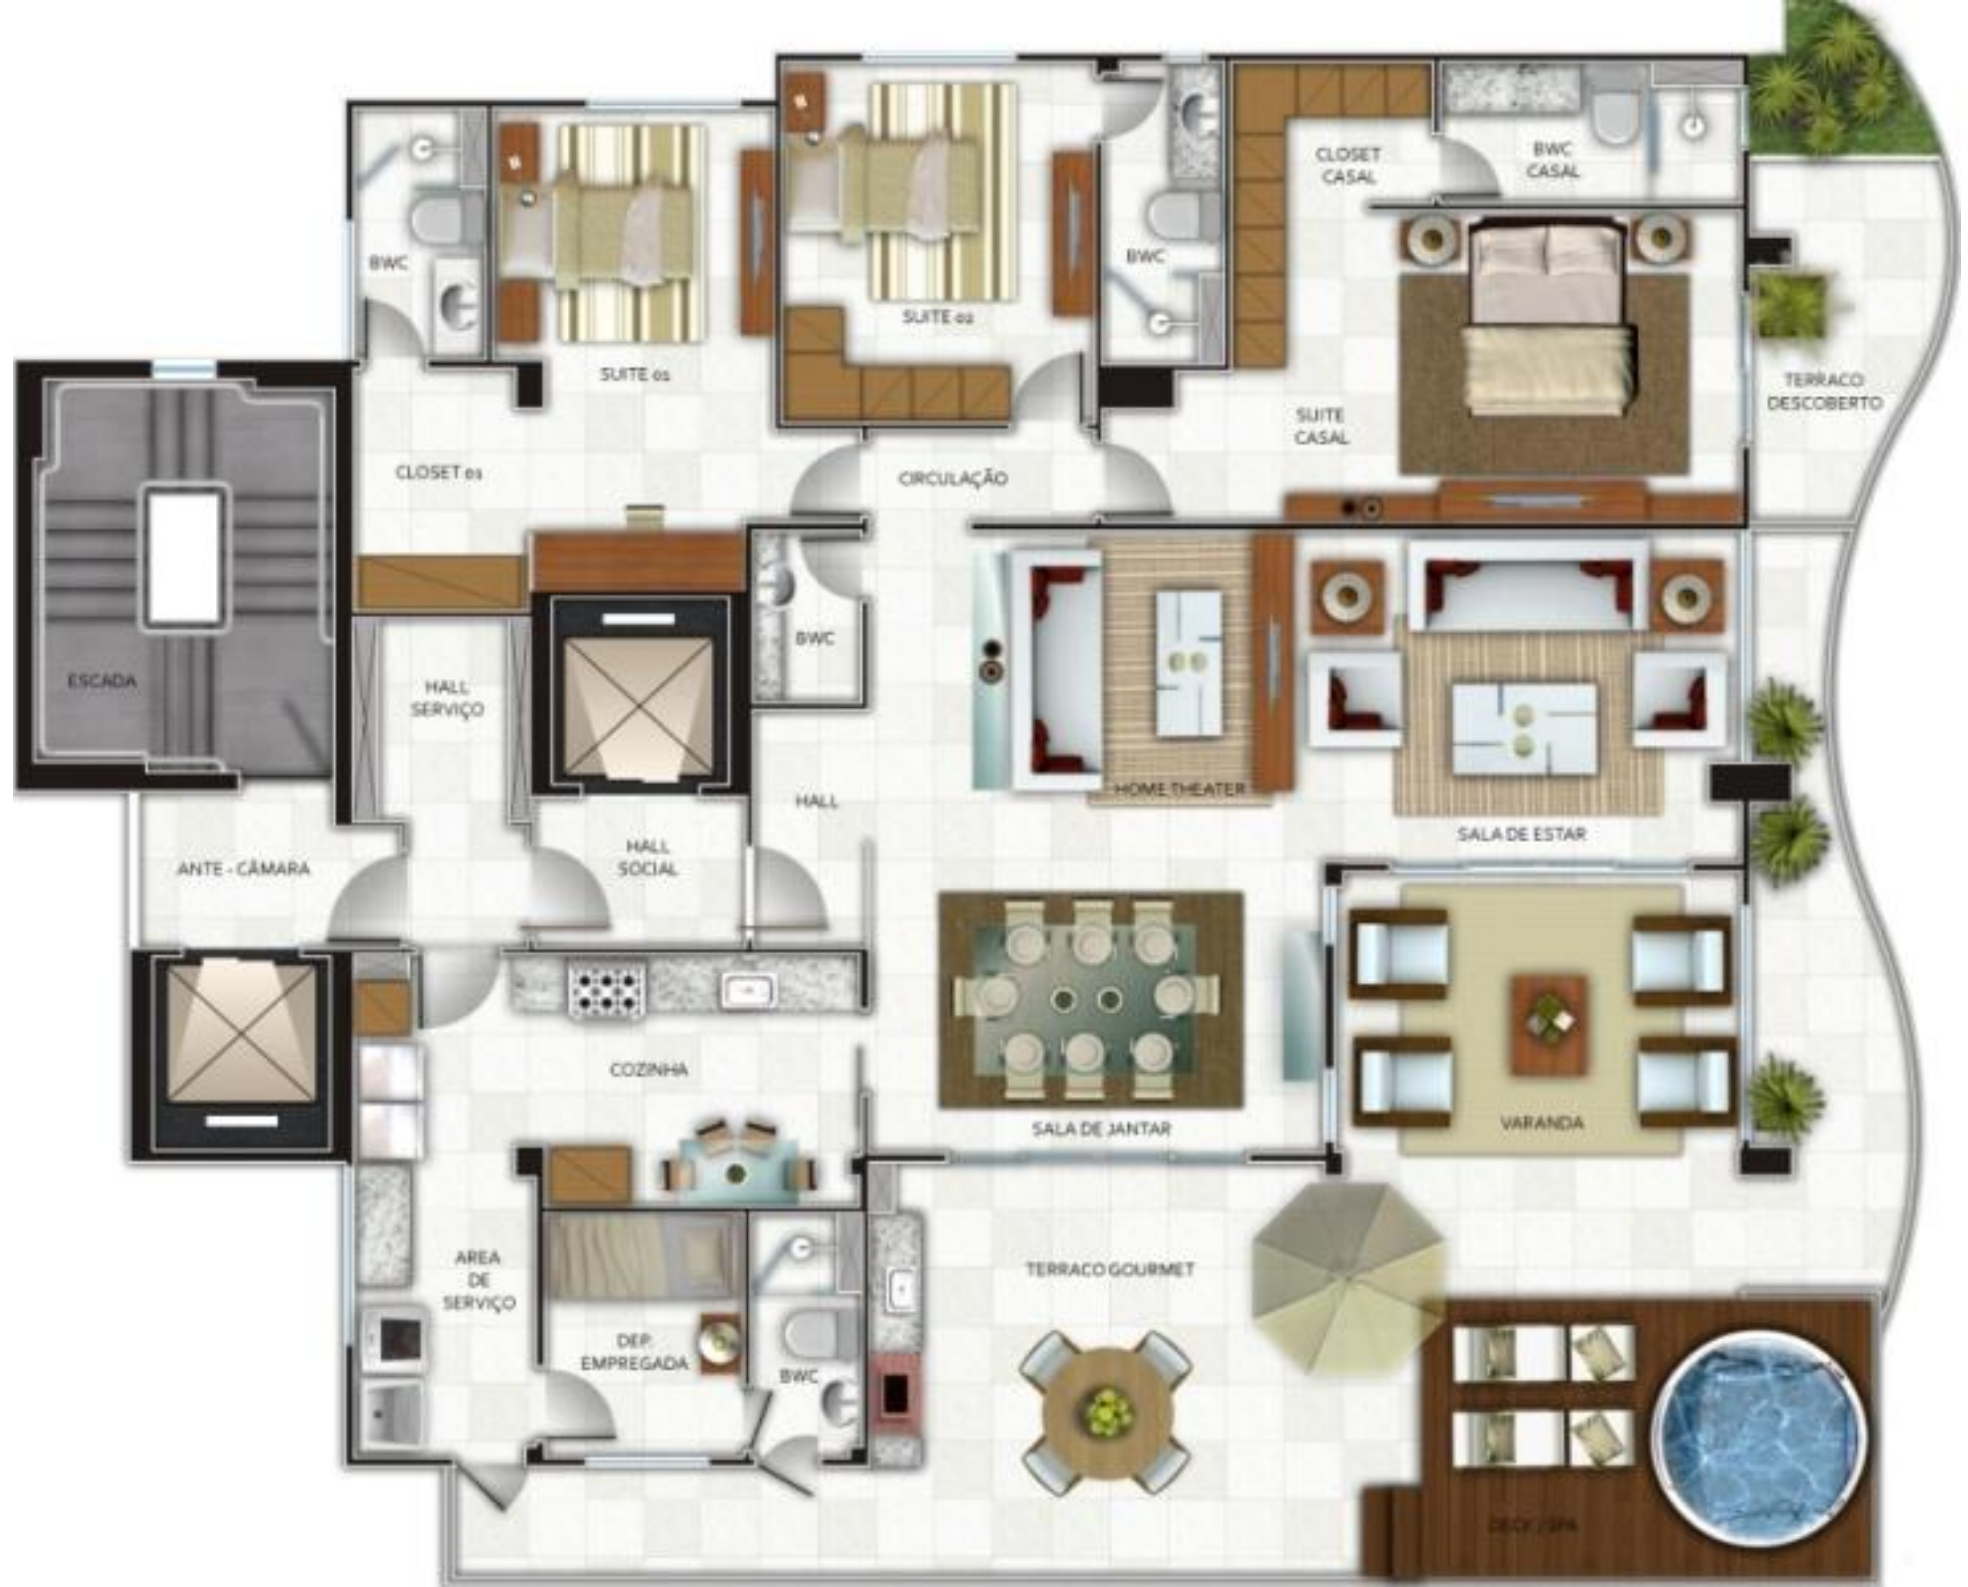 CLOSET
CASAL
BWC
CASAL
BWC
BWC
SUITE 02
SUITE 01
TERRACO
DESCOBERTO
SUITE
CASAL
CLOSET 01
CIRCULAÇÃO
BWC
ESCADA
HALL
SERVIÇO
HOME THEATER
HALL
SALA DE ESTAR
HALL
SOCIAL
ANTE - CÂMARA
COZINHA
SALA DE JANTAR
VARANDA
AREA
DE
SERVIÇO
TERRACO GOURMET
DEP.
EMPREGADA
BWC
DECK / SPA